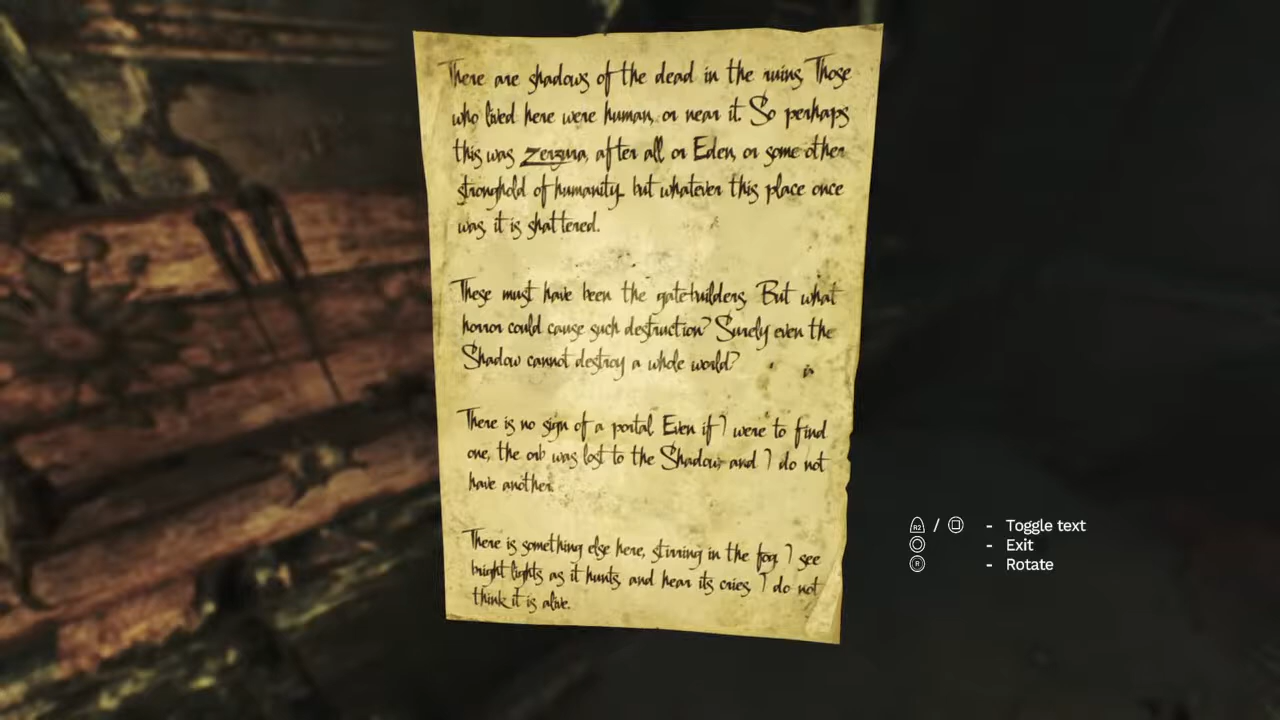 There are shadows of the dead in the ruins. Those
who lived here were human, or near it. So perhaps
this was Zerzura, after all, or Eden, or some other
stronghold of humanity... but whatever this place once
was, it is shattered.
These must have been the gate-builders. But what
horror could cause such destruction? Surely even the
Shadow cannot destroy a whole world?
There is no sign of a portal. Even if I were to find
one, the orb was lost to the Shadow, and I do not
have another.
There is something else here, stirring in the fog. I see
bright lights as it hunts, and hear its cries. I do not
think it is alive.
R2 / - Toggle text
- Exit
R - Rotate